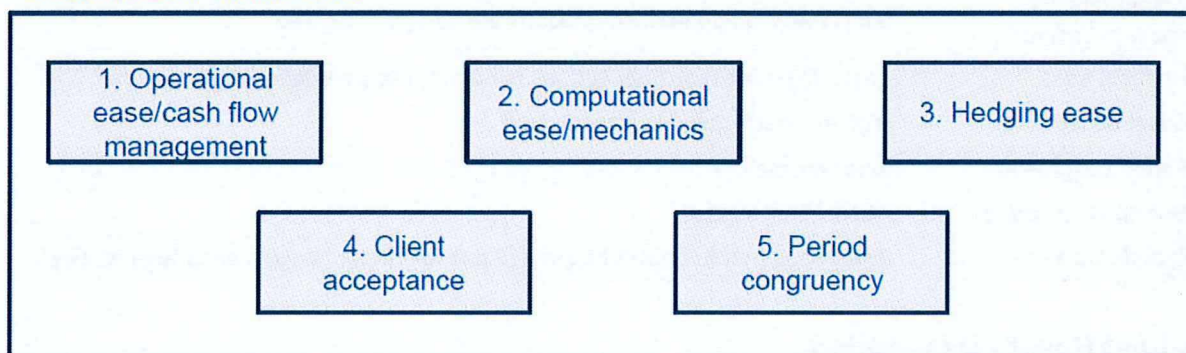 1. Operational
ease/cash flow
management
2. Computational
ease/mechanics
3. Hedging ease
4. Client
acceptance
5. Period
congruency